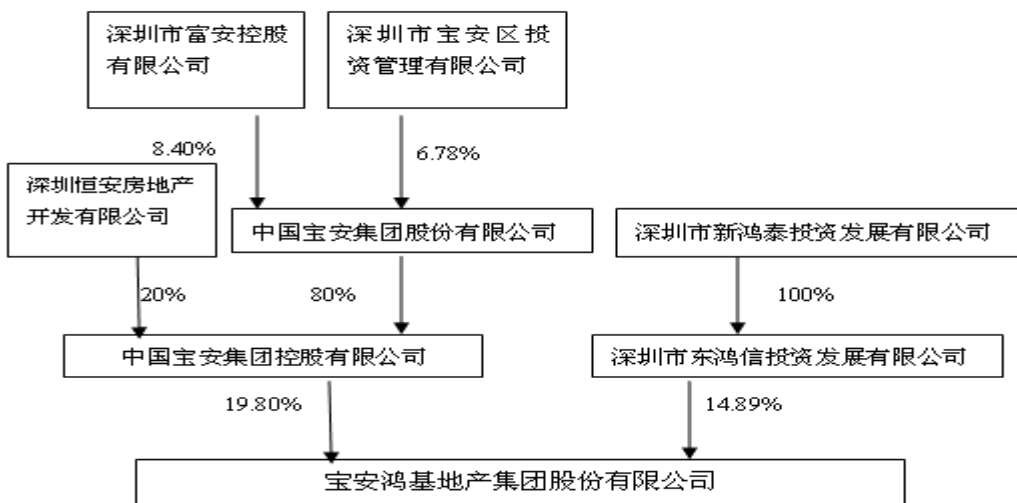 深圳市富安控股
有限公司
深圳市宝安区投
资管理有限公司
8.40%
6.78%
深圳恒安房地产
开发有限公司
中国宝安集团股份有限公司
深圳市新鸿泰投资发展有限公司
20%
80%
100%
中国宝安集团控股有限公司
深圳市东鸿信投资发展有限公司
19.80%
14.89%
宝安鸿基地产集团股份有限公司